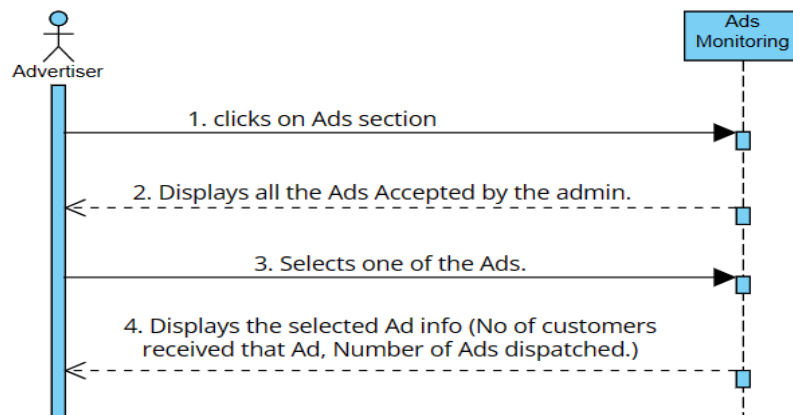 Advertiser
Ads
Monitoring
1. clicks on Ads section
2. Displays all the Ads Accepted by the admin.
3. Selects one of the Ads.
4. Displays the selected Ad info (No of customers
received that Ad, Number of Ads dispatched.)